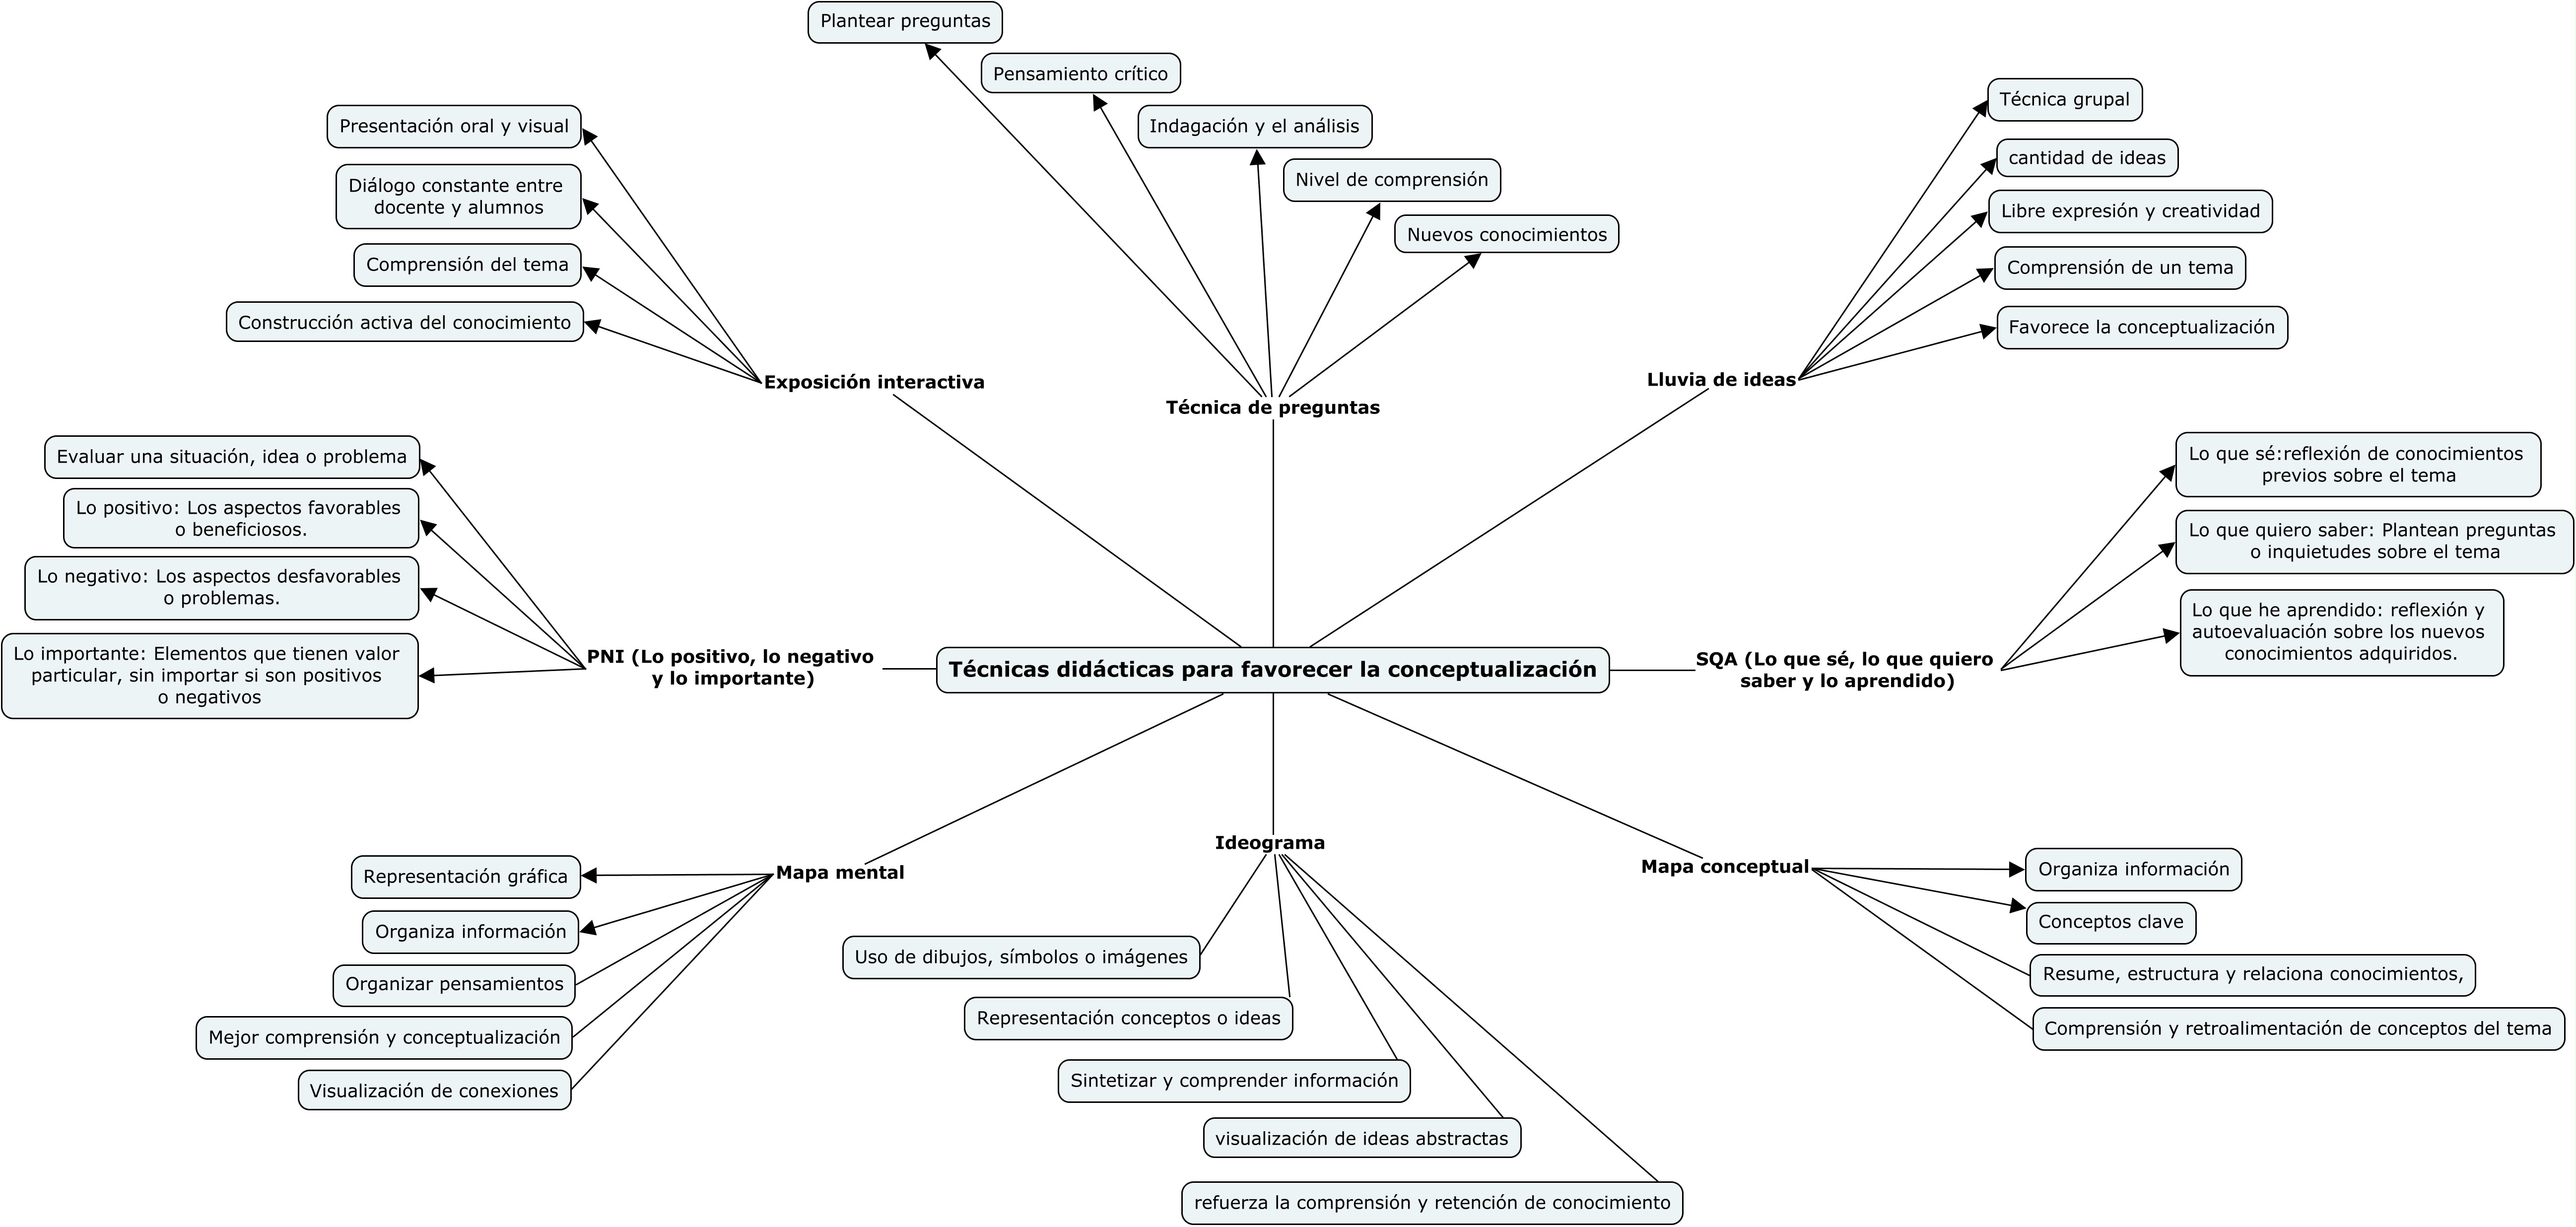 Plantear preguntas
Pensamiento crítico
Indagación y el análisis
Nivel de comprensión
Nuevos conocimientos
Técnica de preguntas
Presentación oral y visual
Diálogo constante entre
docente y alumnos
Comprensión del tema
Construcción activa del conocimiento
Exposición interactiva
Técnica grupal
cantidad de ideas
Libre expresión y creatividad
Comprensión de un tema
Favorece la conceptualización
Lluvia de ideas
Evaluar una situación, idea o problema
Lo positivo: Los aspectos favorables
o beneficiosos.
Lo negativo: Los aspectos desfavorables
o problemas.
Lo importante: Elementos que tienen valor
particular, sin importar si son positivos
o negativos
PNI (Lo positivo, lo negativo
y lo importante)
Técnicas didácticas para favorecer la conceptualización
SQA (Lo que sé, lo que quiero
saber y lo aprendido)
Lo que sé:reflexión de conocimientos
previos sobre el tema
Lo que quiero saber: Plantean preguntas
o inquietudes sobre el tema
Lo que he aprendido: reflexión y
autoevaluación sobre los nuevos
conocimientos adquiridos.
Mapa mental
Representación gráfica
Organiza información
Organizar pensamientos
Mejor comprensión y conceptualización
Visualización de conexiones
Ideograma
Uso de dibujos, símbolos o imágenes
Representación conceptos o ideas
Sintetizar y comprender información
visualización de ideas abstractas
refuerza la comprensión y retención de conocimiento
Mapa conceptual
Organiza información
Conceptos clave
Resume, estructura y relaciona conocimientos,
Comprensión y retroalimentación de conceptos del tema